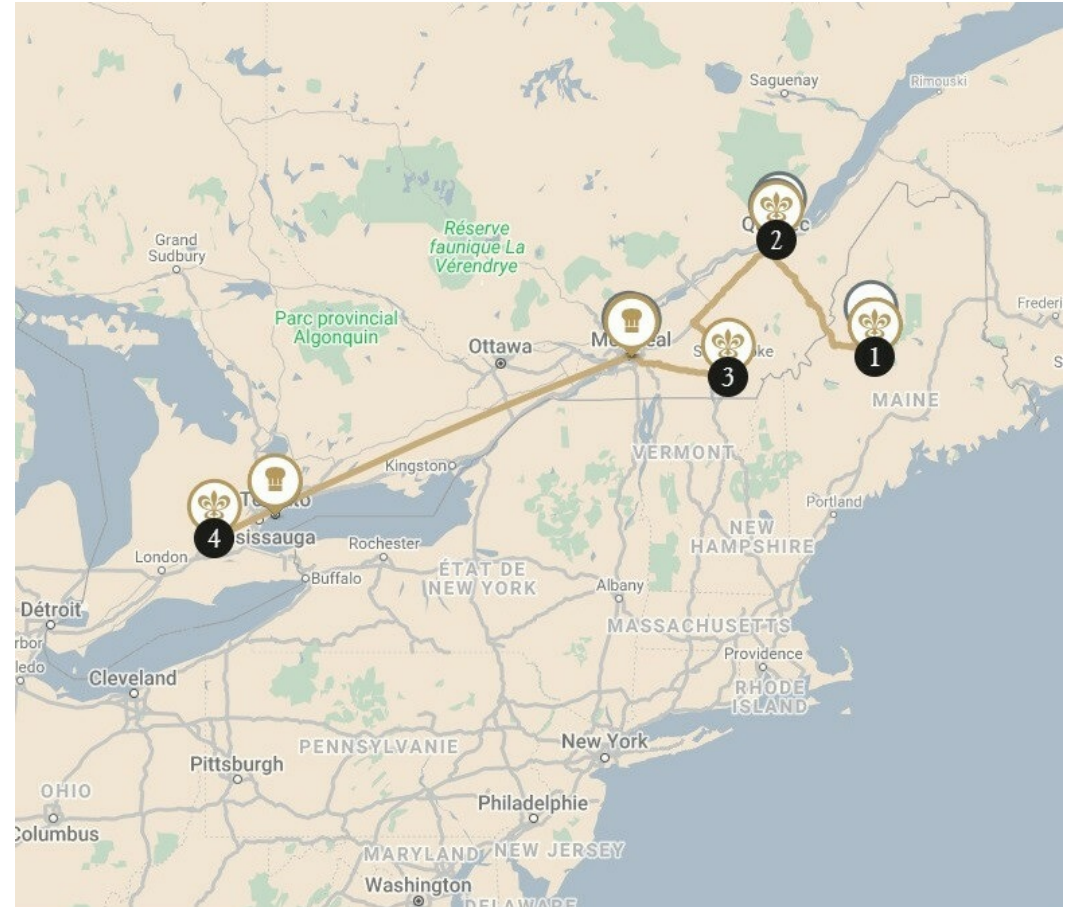 Saguenay
Rimouski
2
Grand
Sudbury
Réserve
faunique La
Vérendrye
Parc provincial
Algonquin
Ottawa
1
3
MAINE
Kingston
VERMONT
Portland
4
London
Rochester
NEW
HAMPSHIRE
Buffalo
ÉTAT DE
NEW YORK
Albany
Détroit
MASSACHUSETTS
Providence
Cleveland
RHODE
ISLAND
PENNSYLVANIE
New York
Pittsburgh
OHIO
Philadelphie
Columbus
MARYLAND
NEW JERSEY
Washington
DELAWARE